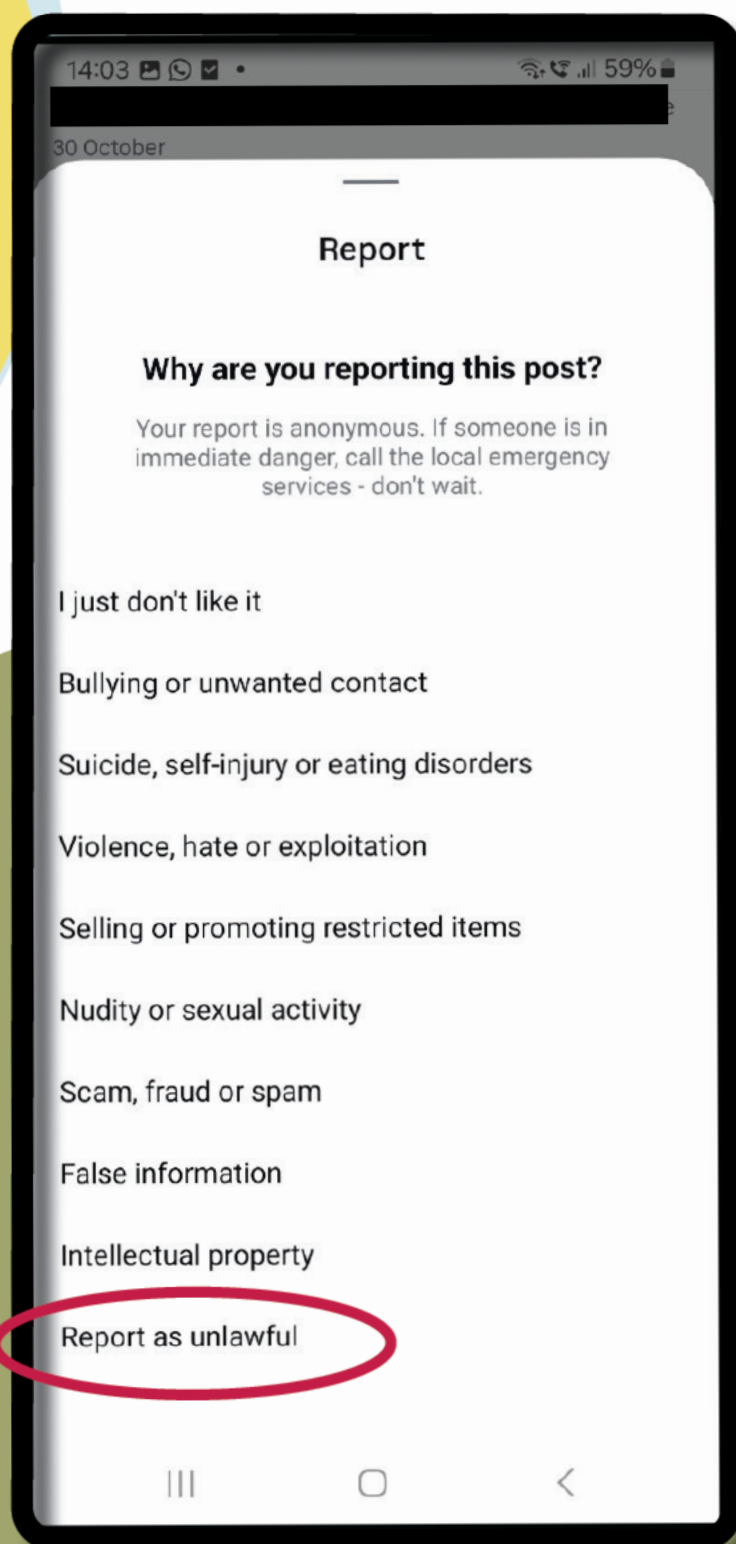 14:03 59%
30 October
Report
Why are you reporting this post?
Your report is anonymous. If someone is in
immediate danger, call the local emergency
services - don't wait.
I just don't like it
Bullying or unwanted contact
Suicide, self-injury or eating disorders
Violence, hate or exploitation
Selling or promoting restricted items
Nudity or sexual activity
Scam, fraud or spam
False information
Intellectual property
Report as unlawful